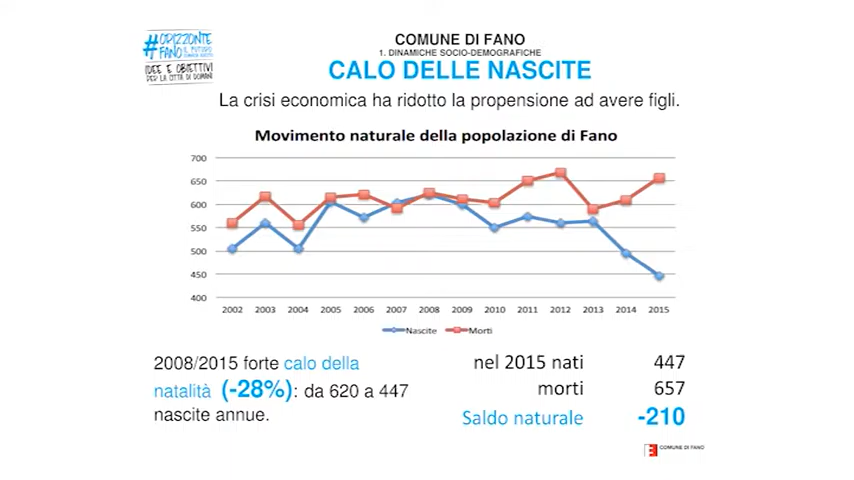 #ORIZZONTE
FANO E IL FUTURO
IDEE E OBIETTIVI
PER LA CITTÀ DI DOMANI
COMUNE DI FANO
1. DINAMICHE SOCIO-DEMOGRAFICHE
CALO DELLE NASCITE
La crisi economica ha ridotto la propensione ad avere figli.
Movimento naturale della popolazione di Fano
700
650
600
550
500
450
400
2002 2003 2004 2005 2006 2007 2008 2009 2010 2011 2012 2013 2014 2015
Nascite Morti
2008/2015 forte calo della
natalità (-28%): da 620 a 447
nascite annue.
nel 2015 nati 447
morti 657
Saldo naturale -210
COMUNE DI FANO